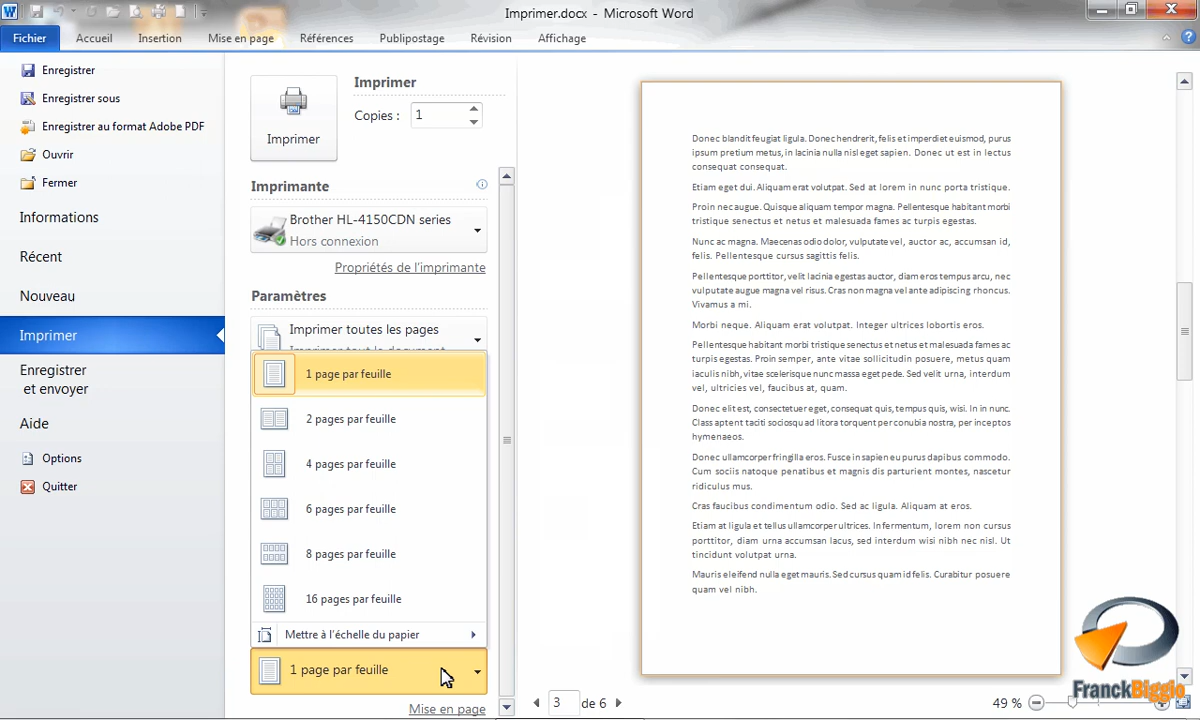 Imprimer.docx - Microsoft Word
Fichier Accueil Insertion Mise en page Références Publipostage Révision Affichage
Enregistrer
Enregistrer sous
Enregistrer au format Adobe PDF
Ouvrir
Fermer
Informations
Récent
Nouveau
Imprimer
Enregistrer
et envoyer
Aide
Options
Quitter
Imprimer
Imprimer
Copies : 1
Imprimante
Brother HL-4150CDN series
Hors connexion
Propriétés de l'imprimante
Paramètres
Imprimer toutes les pages
Imprimer tout le document
1 page par feuille
2 pages par feuille
4 pages par feuille
6 pages par feuille
8 pages par feuille
16 pages par feuille
Mettre à l'échelle du papier
1 page par feuille
Mise en page
Donec blandit feugiat ligula. Donec hendrerit, felis et imperdiet euismod, purus
ipsum pretium metus, in lacinia nulla nisl eget sapien. Donec ut est in lectus
consequat consequat.
Etiam eget dui. Aliquam erat volutpat. Sed at lorem in nunc porta tristique.
Proin nec augue. Quisque aliquam tempor magna. Pellentesque habitant morbi
tristique senectus et netus et malesuada fames ac turpis egestas.
Nunc ac magna. Maecenas odio dolor, vulputate vel, auctor ac, accumsan id,
felis. Pellentesque cursus sagittis felis.
Pellentesque porttitor, velit lacinia egestas auctor, diam eros tempus arcu, nec
vulputate augue magna vel risus. Cras non magna vel ante adipiscing rhoncus.
Vivamus a mi.
Morbi neque. Aliquam erat volutpat. Integer ultrices lobortis eros.
Pellentesque habitant morbi tristique senectus et netus et malesuada fames ac
turpis egestas. Proin semper, ante vitae sollicitudin posuere, metus quam
iaculis nibh, vitae scelerisque nunc massa eget pede. Sed velit urna, interdum
vel, ultricies vel, faucibus at, quam.
Donec elit est, consectetuer eget, consequat quis, tempus quis, wisi. In in nunc.
Class aptent taciti sociosqu ad litora torquent per conubia nostra, per inceptos
hymenaeos.
Donec ullamcorper fringilla eros. Fusce in sapien eu purus dapibus commodo.
Cum sociis natoque penatibus et magnis dis parturient montes, nascetur
ridiculus mus.
Cras faucibus condimentum odio. Sed ac ligula. Aliquam at eros.
Etiam at ligula et tellus ullamcorper ultrices. In fermentum, lorem non cursus
porttitor, diam urna accumsan lacus, sed interdum wisi nibh nec nisl. Ut
tincidunt volutpat urna.
Mauris eleifend nulla eget mauris. Sed cursus quam id felis. Curabitur posuere
quam vel nibh.
3 de 6
49 %
FranckBiggio